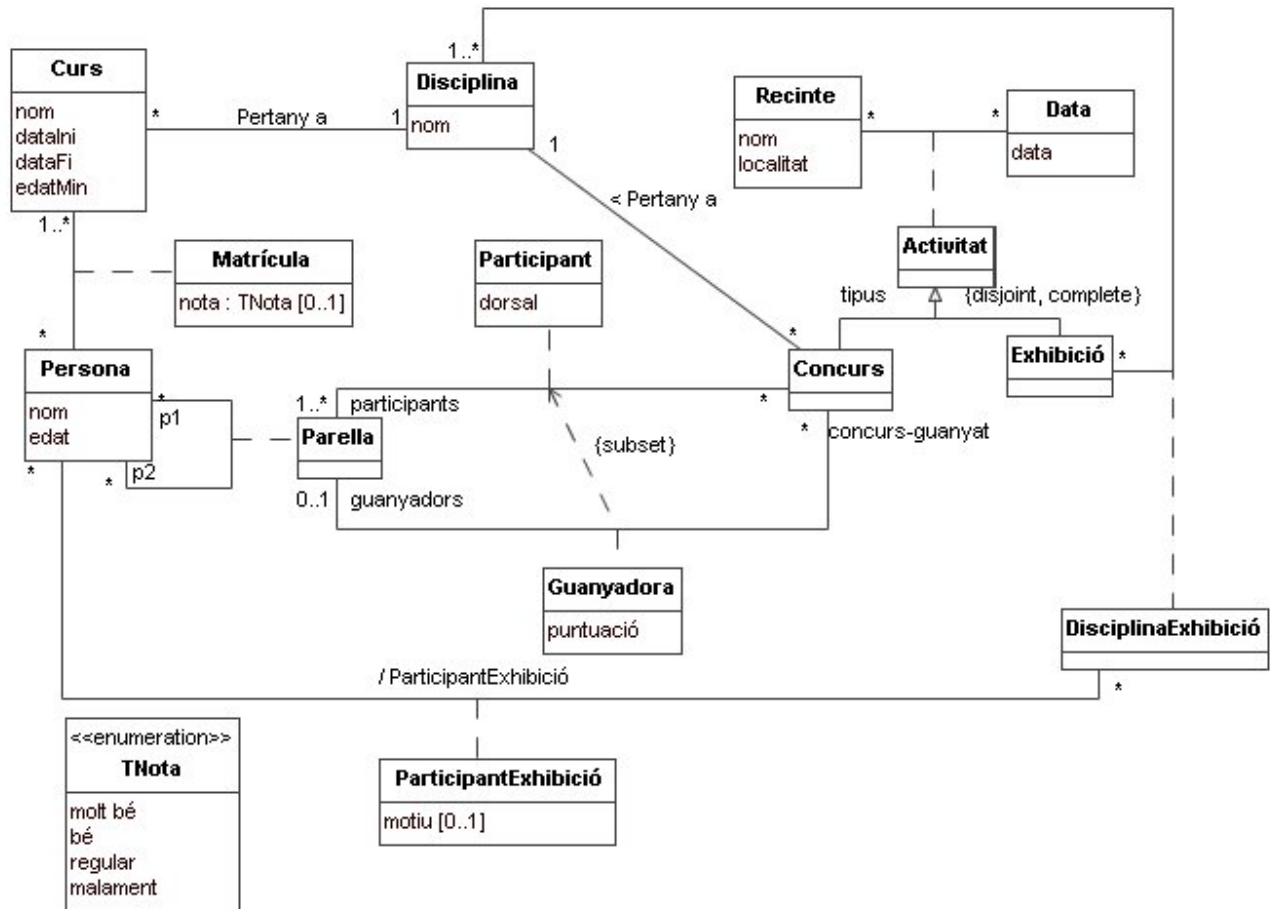 Curs
nom
dataIni
dataFi
edatMin
1..*
*
Pertany a
1
1..*
Disciplina
nom
1
< Pertany a
*
Recinte
nom
localitat
*
*
Data
data
Activitat
tipus
{disjoint, complete}
Matrícula
nota : TNota [0..1]
Participant
dorsal
*
Persona
nom
edat
*
p1
*
p2
*
1..*
participants
Parella
0..1
guanyadors
{subset}
*
Concurs
*
concurs-guanyat
Exhibició
*
Guanyadora
puntuació
DisciplinaExhibició
*
/ ParticipantExhibició
ParticipantExhibició
motiu [0..1]
<<enumeration>>
TNota
molt bé
bé
regular
malament